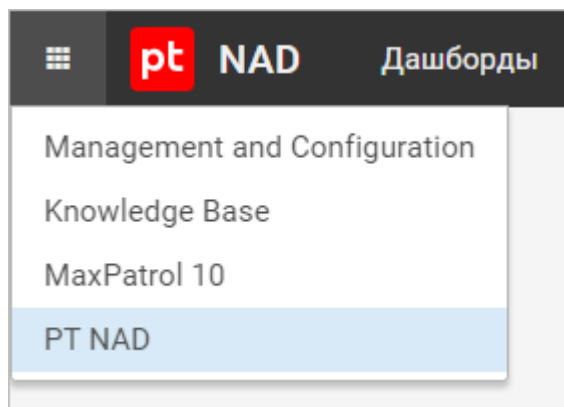 pt NAD Дашборды
Management and Configuration
Knowledge Base
MaxPatrol 10
PT NAD